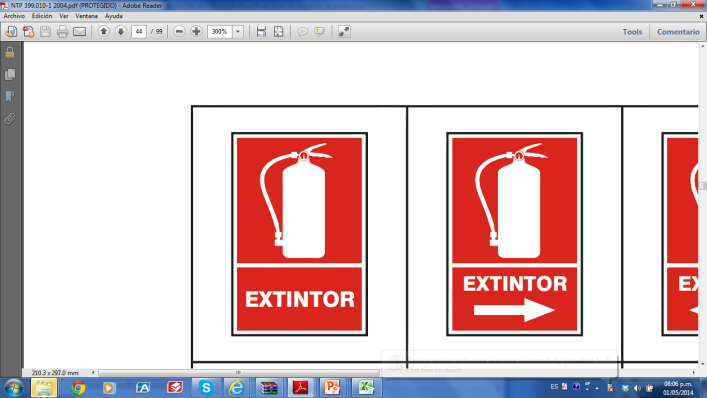 NTP 399.010-1 2004.pdf (PROTEGIDO) - Adobe Reader
Archivo Edición Ver Ventana Ayuda
44 / 99 300% Tools Comentario
EXTINTOR
EXTINTOR
EX
210.3 x 297.0 mm
ES 08:06 p.m.
01/05/2014